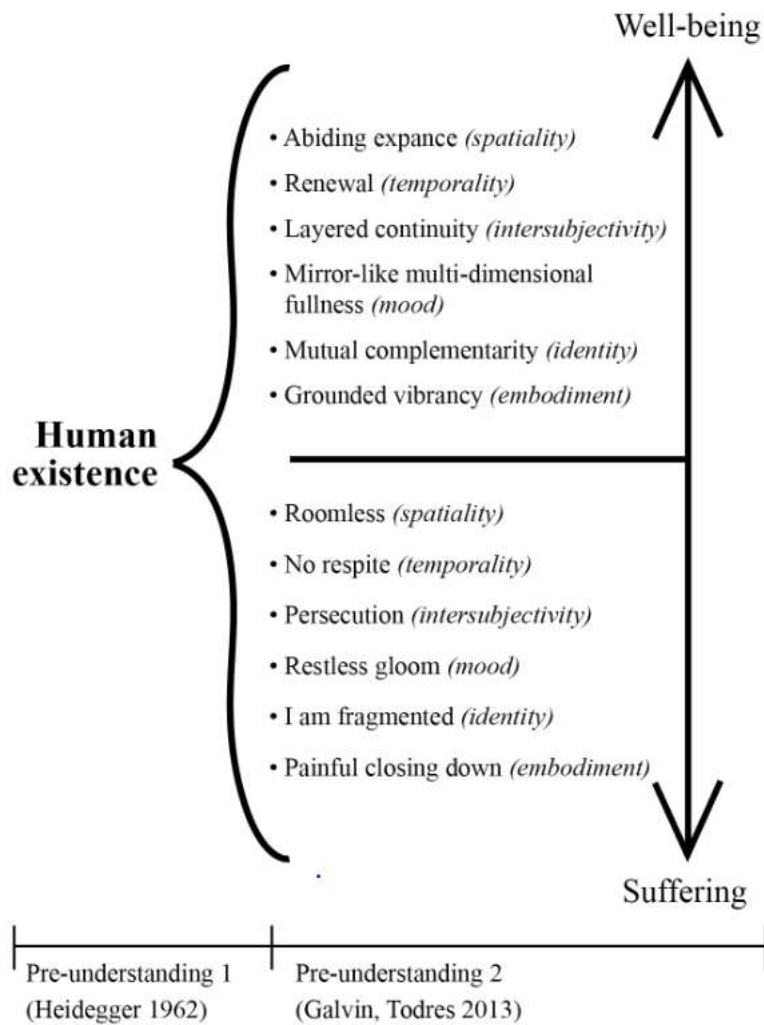 Well-being
• Abiding expance (spatiality)
• Renewal (temporality)
• Layered continuity (intersubjectivity)
• Mirror-like multi-dimensional
fullness (mood)
• Mutual complementarity (identity)
• Grounded vibrancy (embodiment)
Human
existence
• Roomless (spatiality)
• No respite (temporality)
• Persecution (intersubjectivity)
• Restless gloom (mood)
• I am fragmented (identity)
• Painful closing down (embodiment)
Suffering
Pre-understanding 1
(Heidegger 1962)
Pre-understanding 2
(Galvin, Todres 2013)